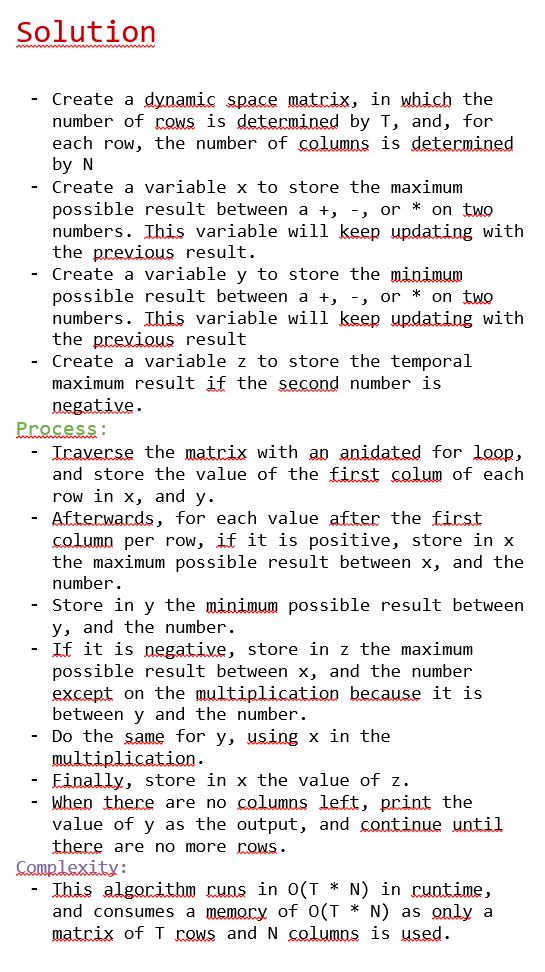 Solution
- Create a dynamic space matrix, in which the
number of rows is determined by T, and, for
each row, the number of columns is determined
by N
- Create a variable x to store the maximum
possible result between a +, -, or * on two
numbers. This variable will keep updating with
the previous result.
- Create a variable y to store the minimum
possible result between a +, -, or * on two
numbers. This variable will keep updating with
the previous result
- Create a variable z to store the temporal
maximum result if the second number is
negative.
Process:
- Traverse the matrix with an anidated for loop,
and store the value of the first colum of each
row in x, and y.
- Afterwards, for each value after the first
column per row, if it is positive, store in x
the maximum possible result between x, and the
number.
- Store in y the minimum possible result between
y, and the number.
- If it is negative, store in z the maximum
possible result between x, and the number
except on the multiplication because it is
between y and the number.
- Do the same for y, using x in the
multiplication.
- Finally, store in x the value of z.
- When there are no columns left, print the
value of y as the output, and continue until
there are no more rows.
Complexity:
- This algorithm runs in O(T * N) in runtime,
and consumes a memory of O(T * N) as only a
matrix of T rows and N columns is used.